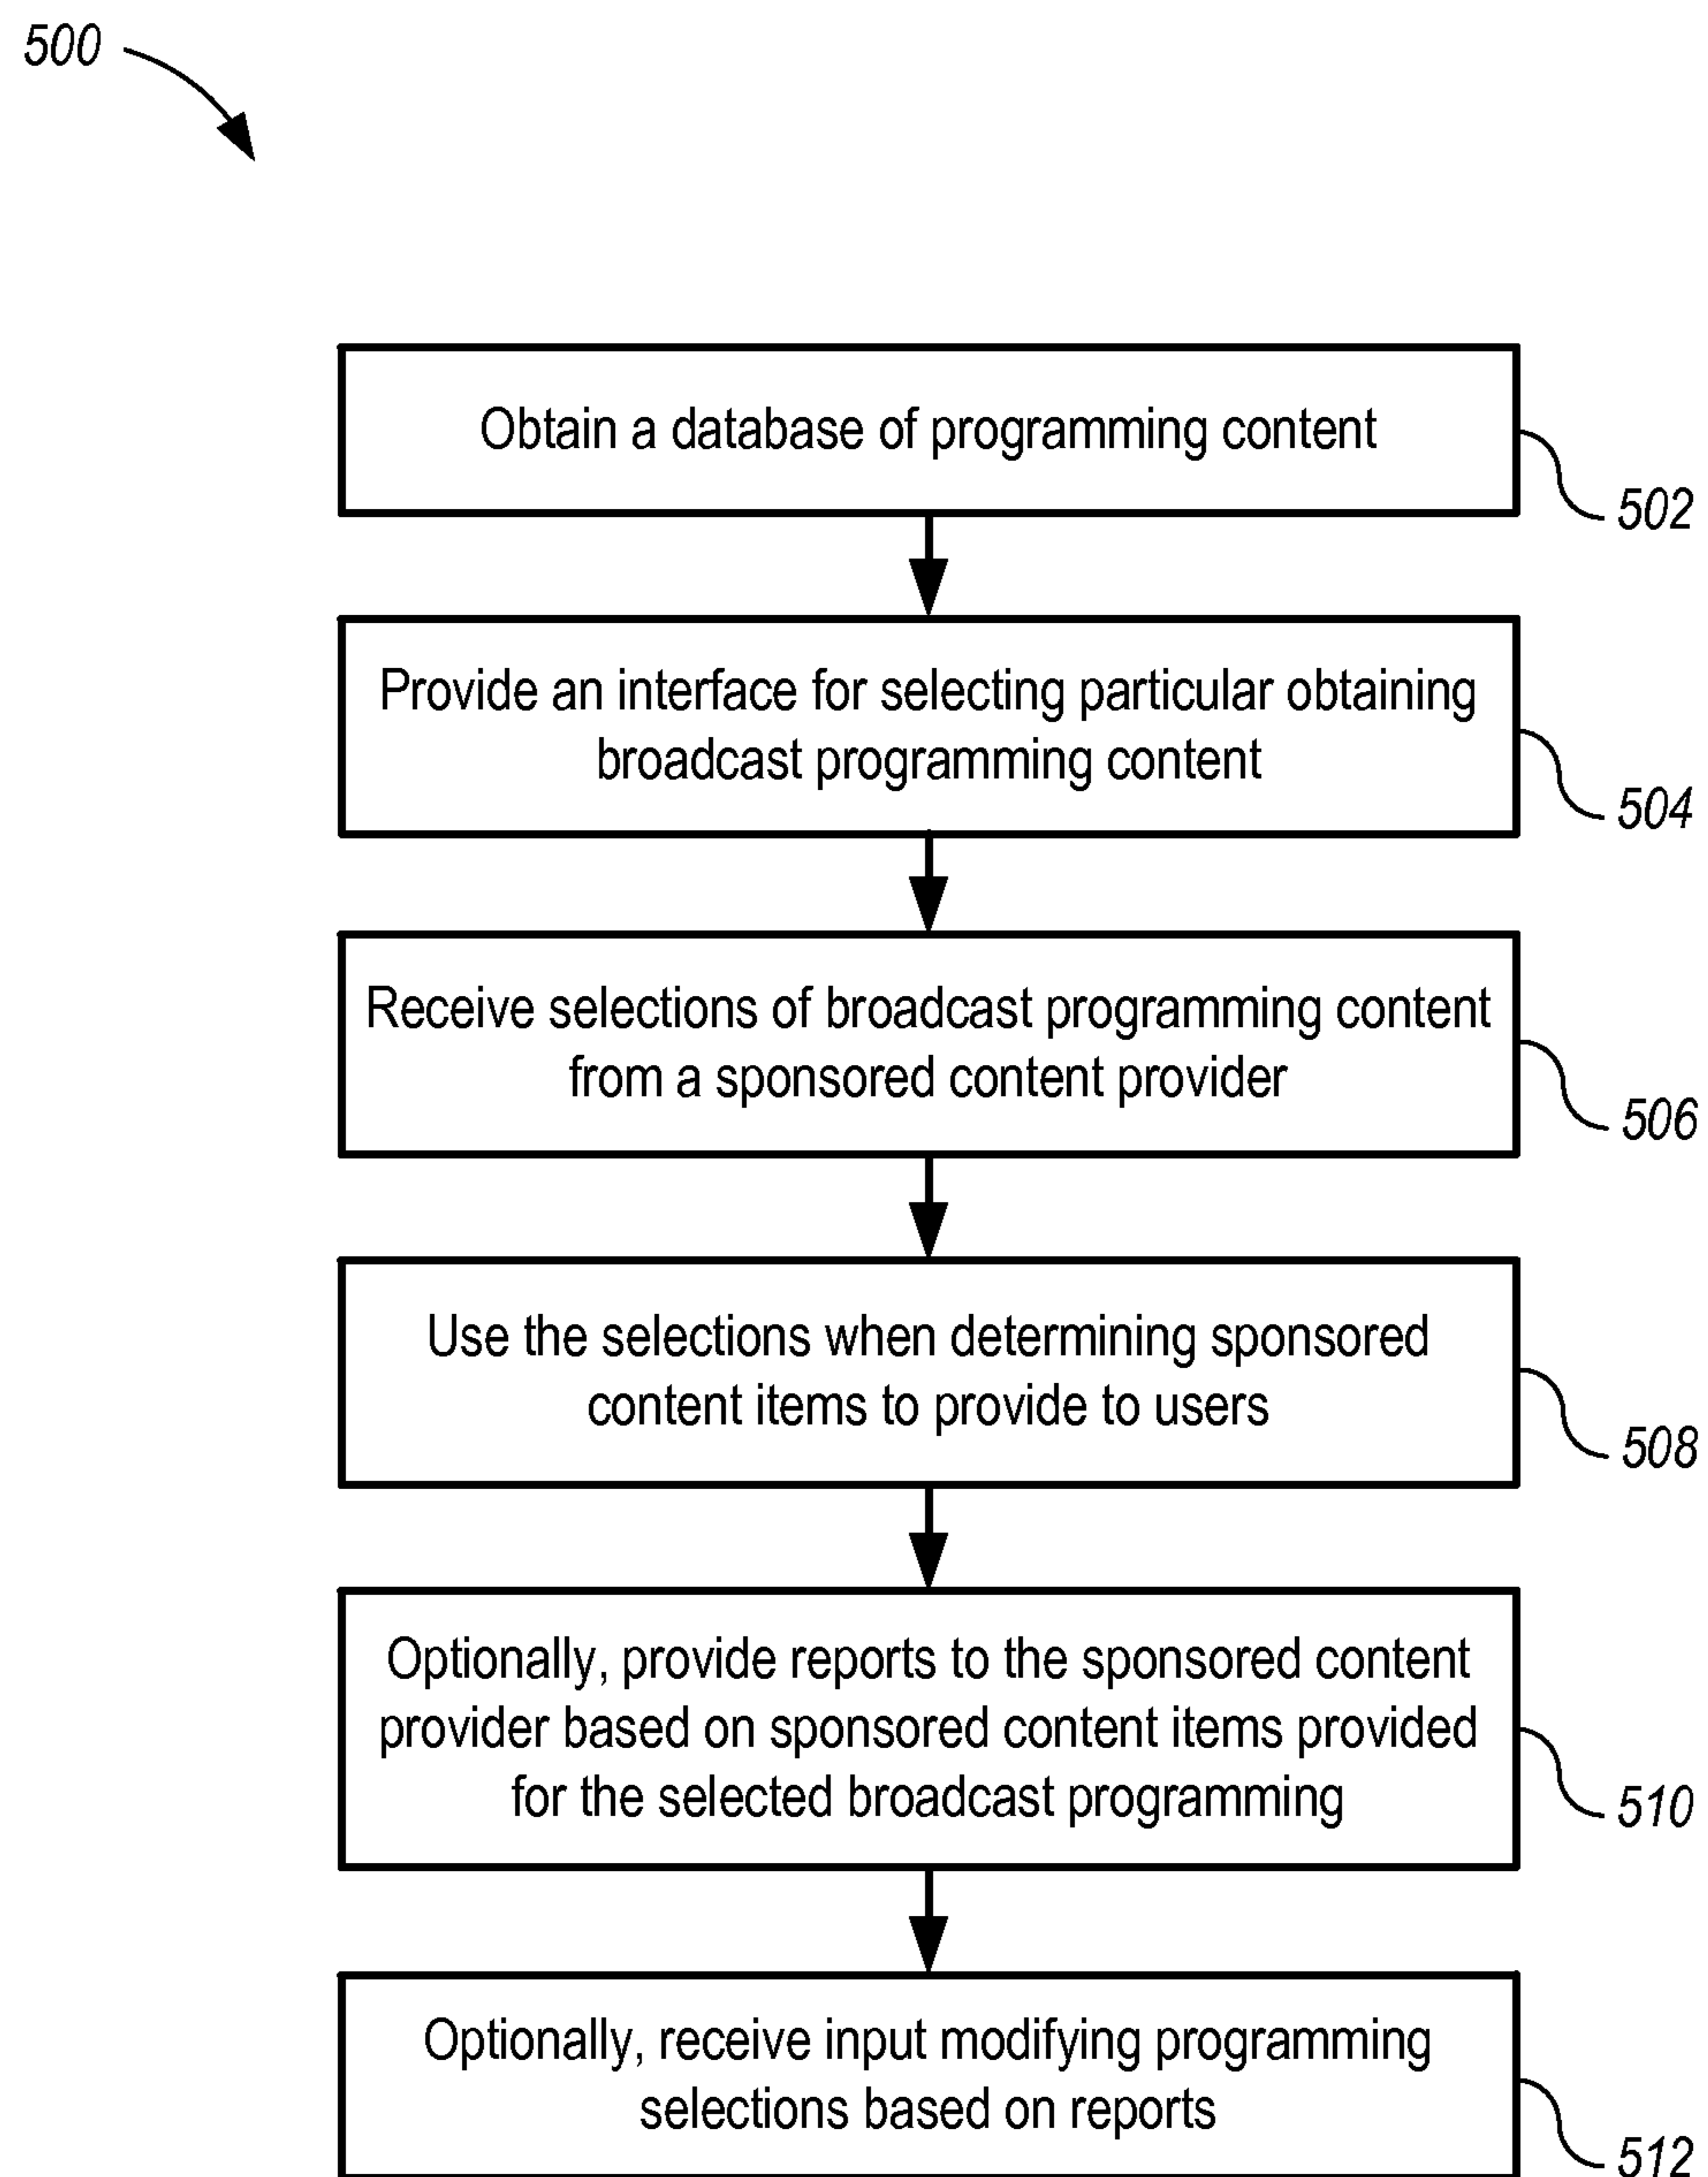 500
Obtain a database of programming content
502
Provide an interface for selecting particular obtaining
broadcast programming content
504
Receive selections of broadcast programming content
from a sponsored content provider
506
Use the selections when determining sponsored
content items to provide to users
508
Optionally, provide reports to the sponsored content
provider based on sponsored content items provided
for the selected broadcast programming
510
Optionally, receive input modifying programming
selections based on reports
512